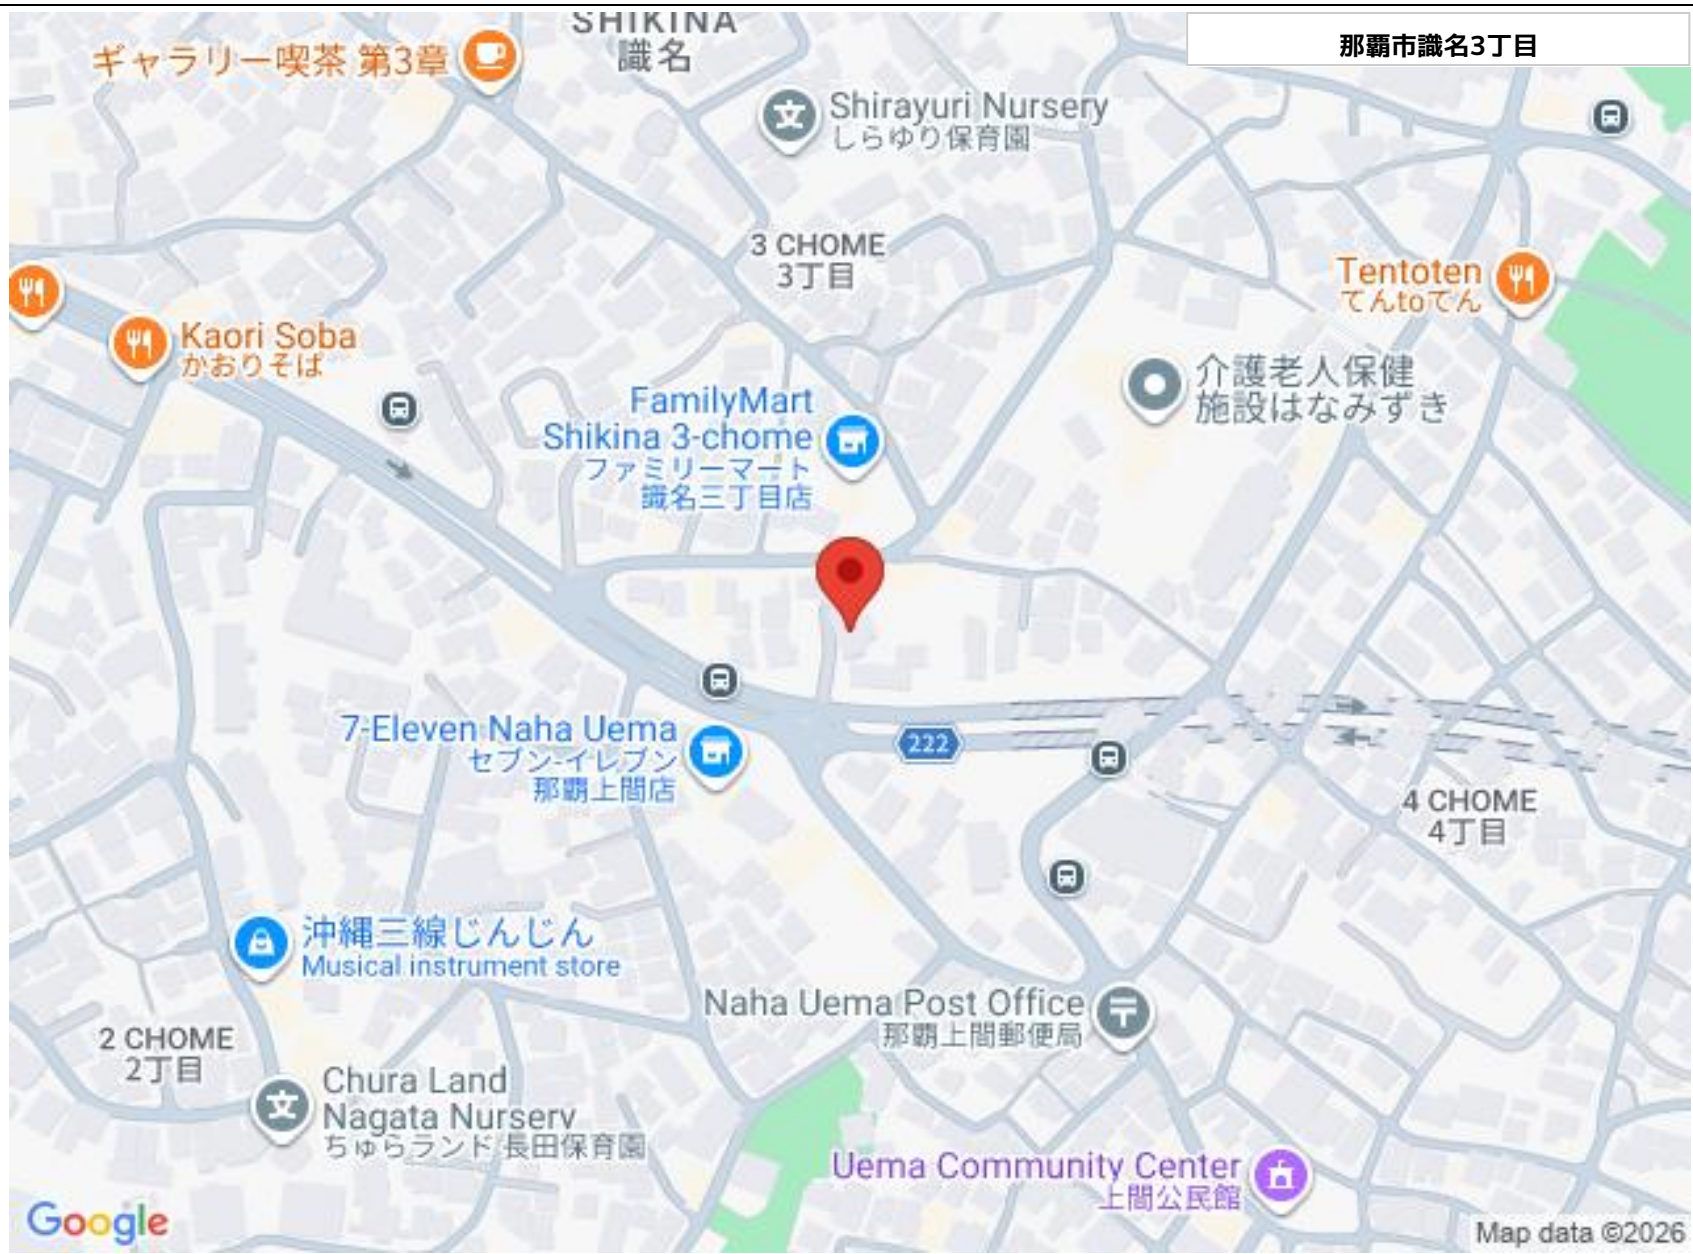 SHIKINA
識名
那覇市識名3丁目
ギャラリー喫茶 第3章
Shirayuri Nursery
しらゆり保育園
3 CHOME
3丁目
Tentoten
てんtoてん
Kaori Soba
かおりそば
介護老人保健
施設はなみずき
FamilyMart
Shikina 3-chome
ファミリーマート
識名三丁目店
7-Eleven Naha Uema
セブン-イレブン
那覇上間店
222
4 CHOME
4丁目
沖縄三線じんじん
Musical instrument store
Naha Uema Post Office
那覇上間郵便局
2 CHOME
2丁目
Chura Land
Nagata Nursery
ちゅらランド 長田保育園
Uema Community Center
上間公民館
Google
Map data ©2026